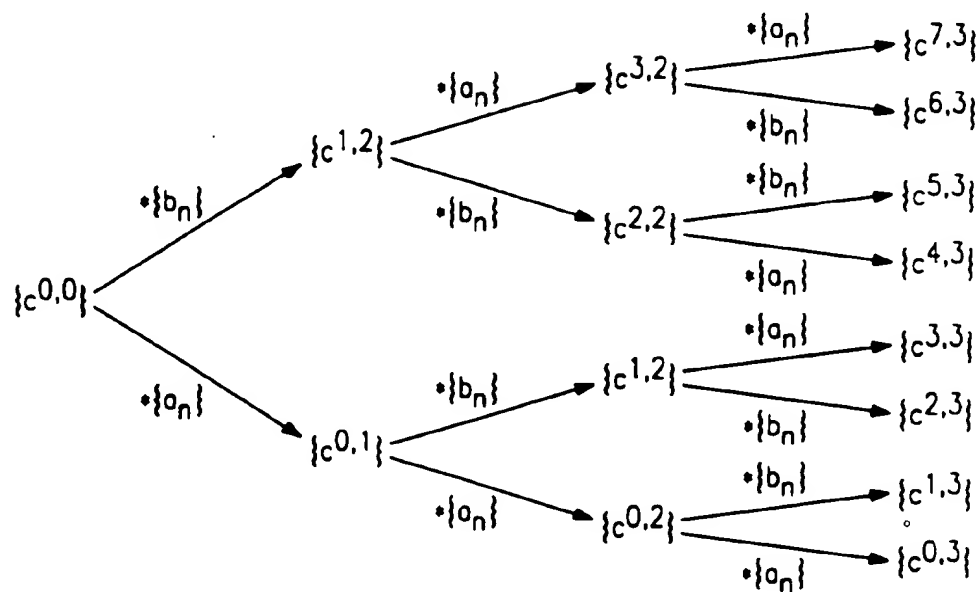 *{a_n} {c^{7,3}}
{c^{3,2}}
*{a_n} {c^{6,3}}
*{b_n}
{c^{1,2}} *{b_n} {c^{5,3}}
*{b_n} *{b_n} {c^{2,2}}
{c^{4,3}}
*{a_n}
{c^{0,0}}
*{a_n} {c^{3,3}}
*{a_n} *{b_n} {c^{1,2}}
{c^{2,3}}
*{b_n}
{c^{0,1}} *{b_n} {c^{1,3}}
*{a_n} {c^{0,2}}
{c^{0,3}}
*{a_n}